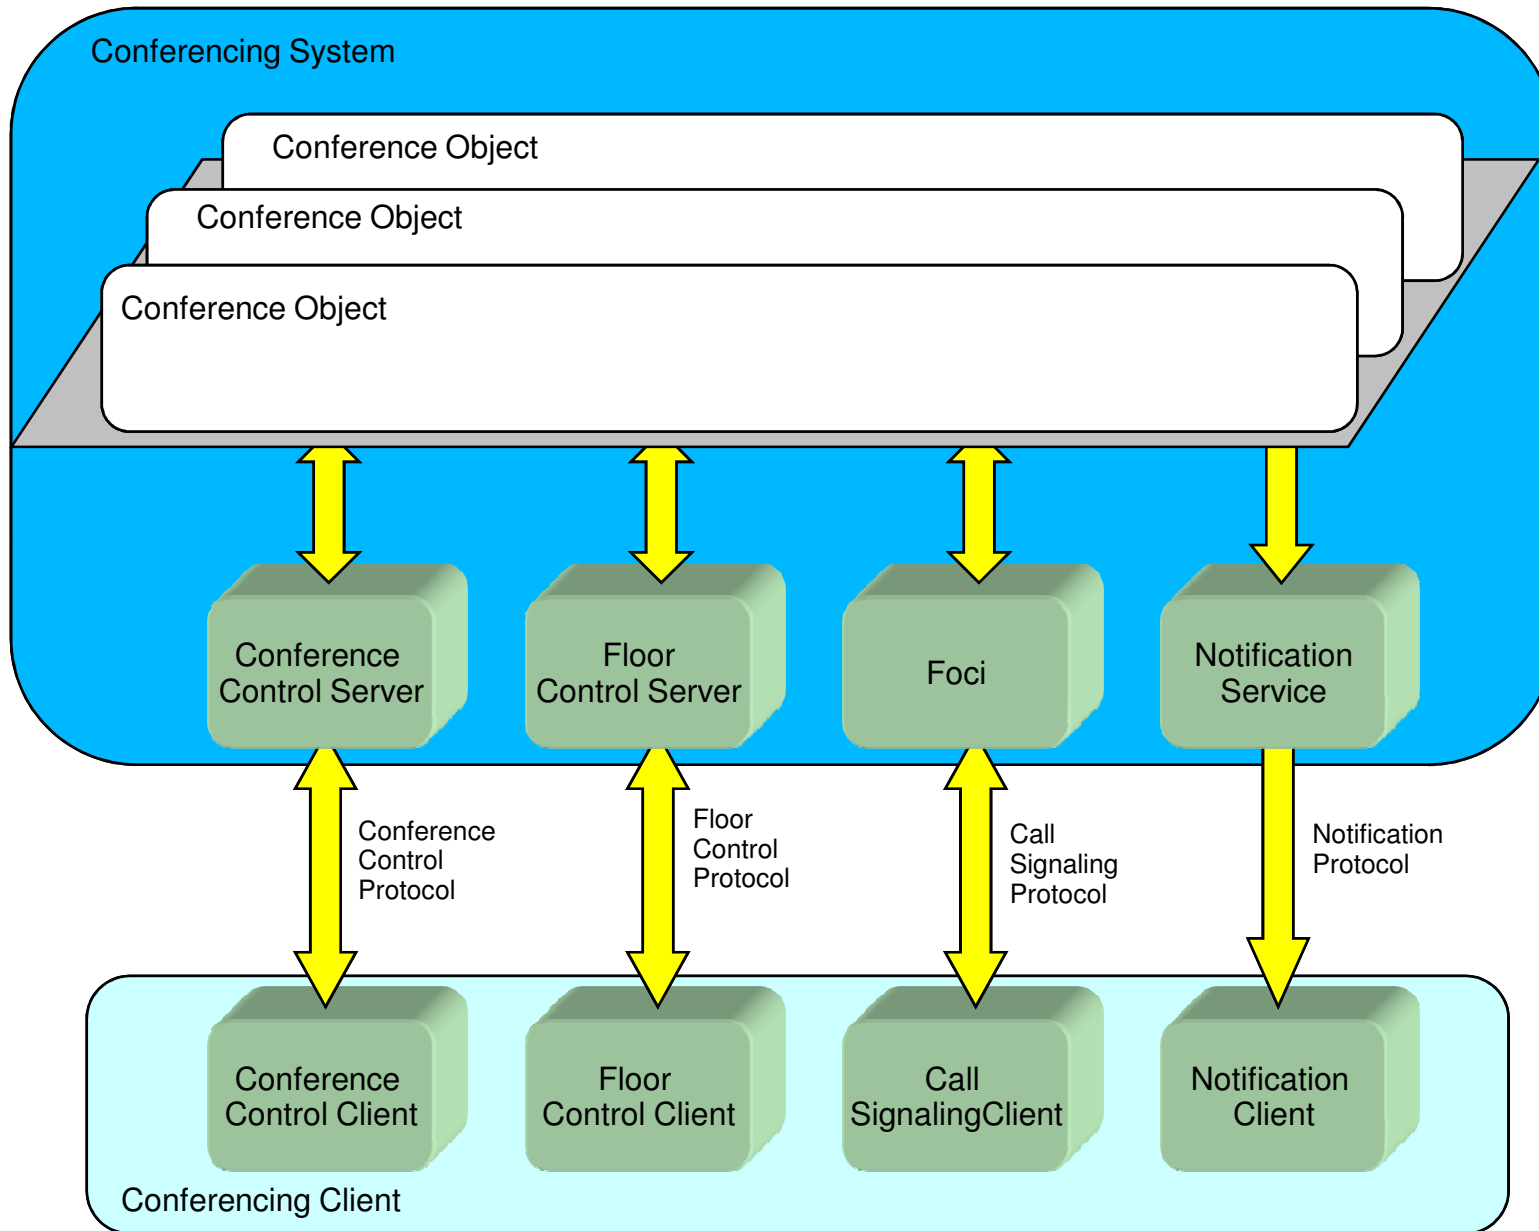 Conferencing System
Conference Object
Conference Object
Conference Object
Conference
Control Server
Floor
Control Server
Foci
Notification
Service
Conference
Control
Protocol
Floor
Control
Protocol
Call
Signaling
Protocol
Notification
Protocol
Conference
Control Client
Floor
Control Client
Call
SignalingClient
Notification
Client
Conferencing Client